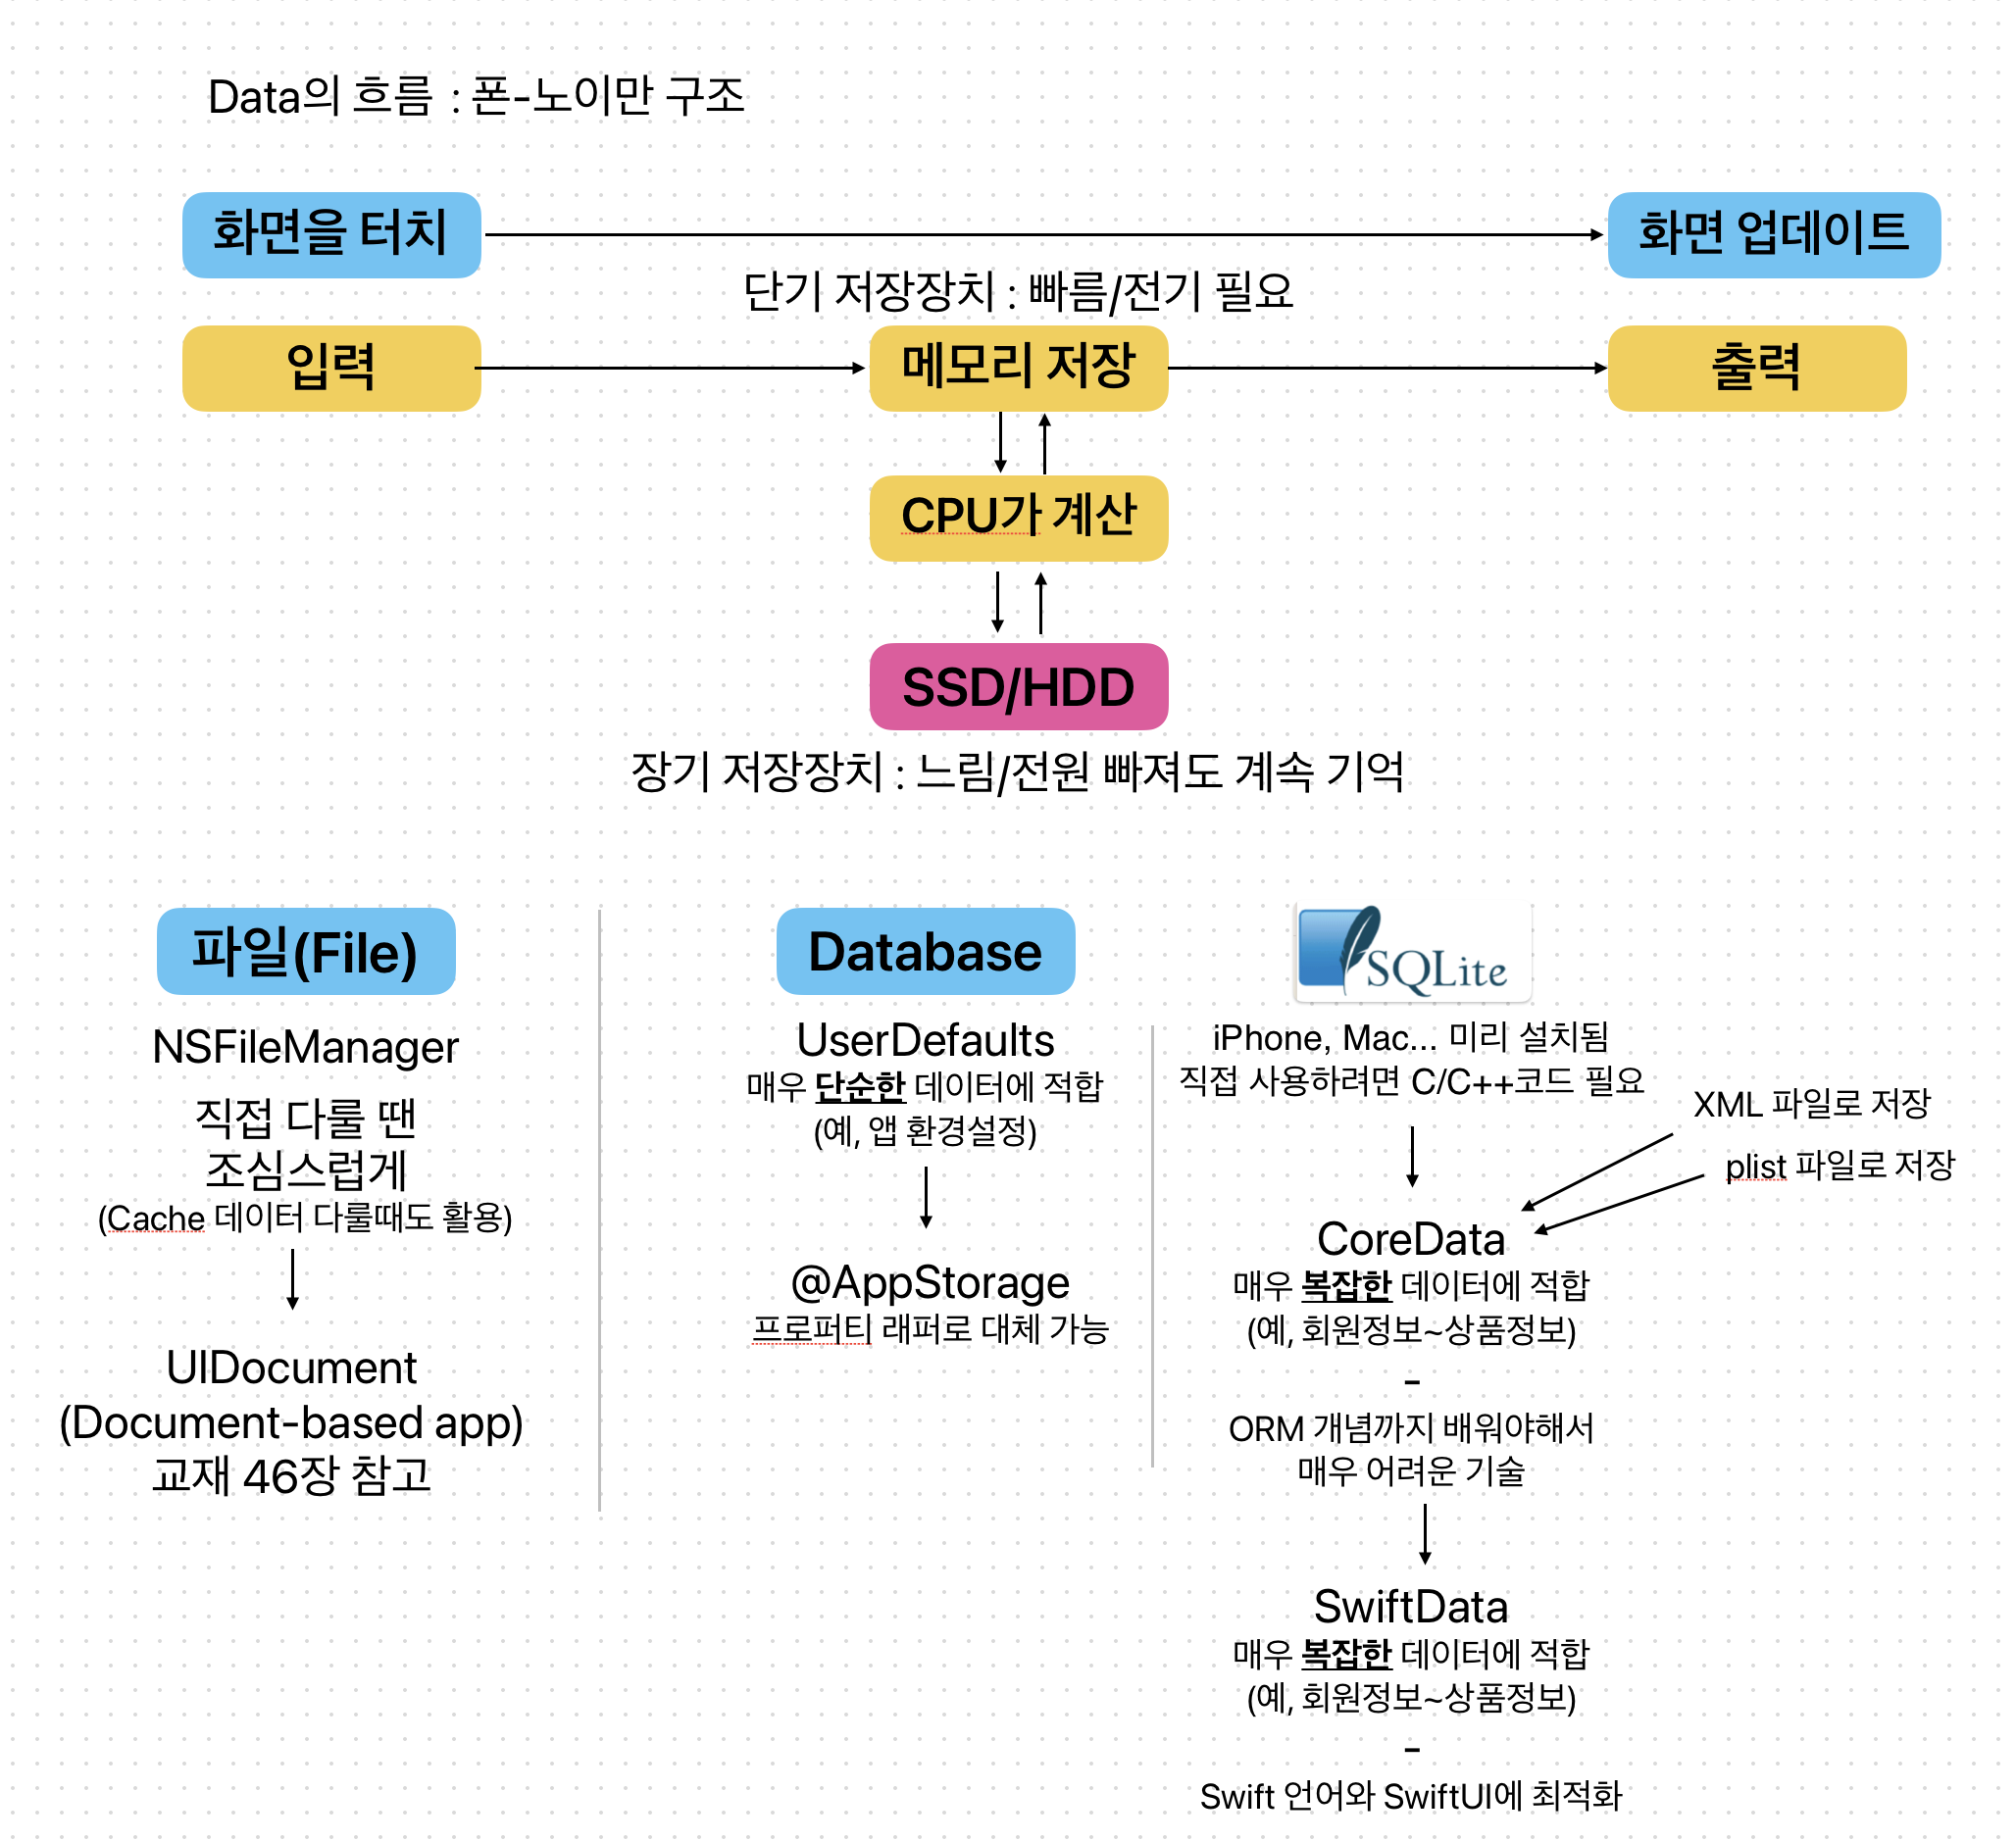 Data의 흐름 : 폰-노이만 구조
화면을 터치
화면 업데이트
단기 저장장치 : 빠름/전기 필요
입력
메모리 저장
출력
CPU가 계산
SSD/HDD
장기 저장장치 : 느림/전원 빠져도 계속 기억
파일(File)
NSFileManager
직접 다룰 땐
조심스럽게
(Cache 데이터 다룰때도 활용)
UIDocument
(Document-based app)
교재 46장 참고
Database
UserDefaults
매우 단순한 데이터에 적합
(예, 앱 환경설정)
@AppStorage
프로퍼티 래퍼로 대체 가능
SQLite
iPhone, Mac... 미리 설치됨
직접 사용하려면 C/C++코드 필요
XML 파일로 저장
plist 파일로 저장
CoreData
매우 복잡한 데이터에 적합
(예, 회원정보~상품정보)
-
ORM 개념까지 배워야해서
매우 어려운 기술
SwiftData
매우 복잡한 데이터에 적합
(예, 회원정보~상품정보)
-
Swift 언어와 SwiftUI에 최적화